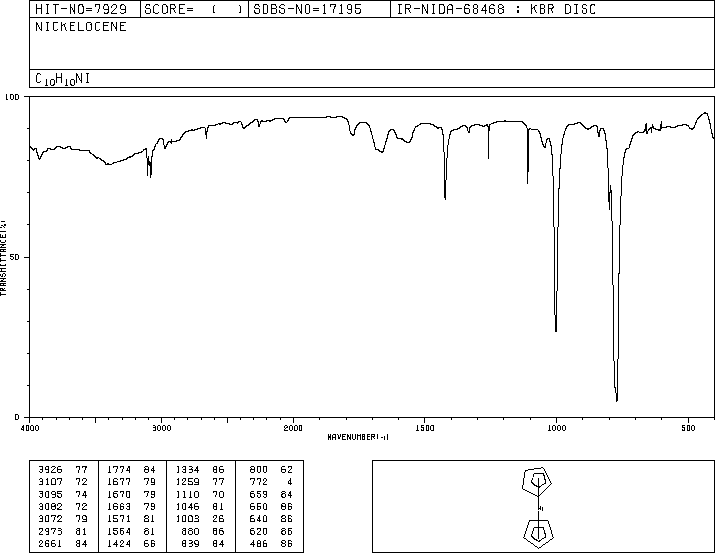 HIT-NO=7929 SCORE= ( ) SDBS-NO=17195 IR-NIDA-68468 : KBR DISC
NICKELOCENE
C10H10NI
100
50
0
TRANSMITTANCE(%)
4000 3000 2000 1500 1000 500
WAVENUMBER(-1)
3926 77 1774 84 1334 86 800 62
3107 72 1677 79 1259 77 772 4
3095 74 1670 79 1110 70 659 84
3082 72 1663 79 1046 81 650 86
3072 79 1571 81 1003 26 640 86
2973 81 1564 81 880 86 620 86
2661 84 1424 66 839 84 486 86
Ni